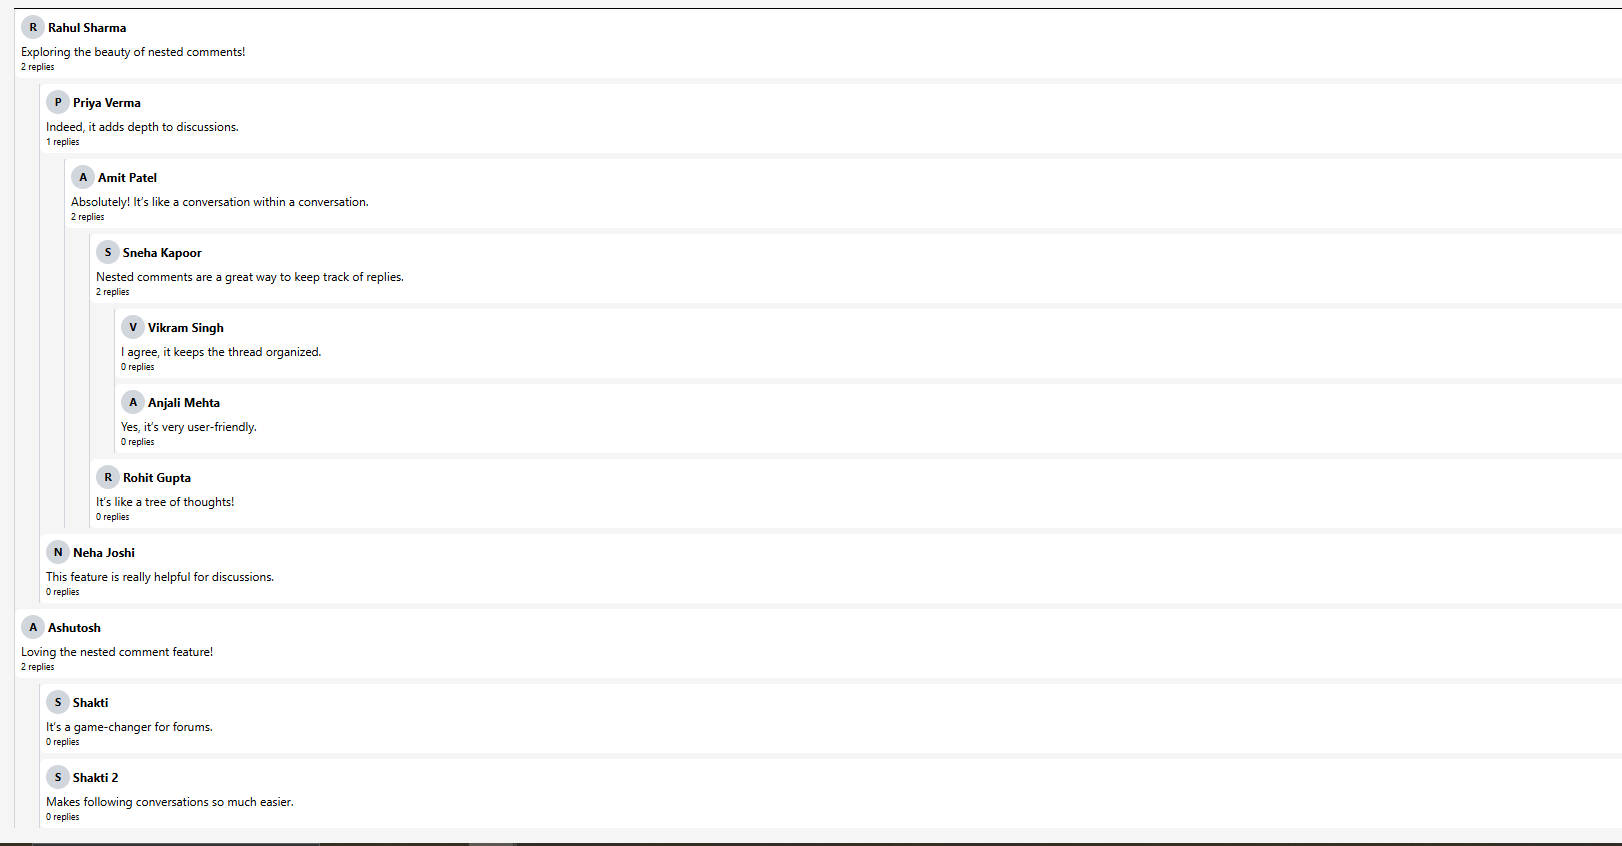 R Rahul Sharma
Exploring the beauty of nested comments!
2 replies
P Priya Verma
Indeed, it adds depth to discussions.
1 replies
A Amit Patel
Absolutely! It's like a conversation within a conversation.
2 replies
S Sneha Kapoor
Nested comments are a great way to keep track of replies.
2 replies
V Vikram Singh
I agree, it keeps the thread organized.
0 replies
A Anjali Mehta
Yes, it's very user-friendly.
0 replies
R Rohit Gupta
It's like a tree of thoughts!
0 replies
N Neha Joshi
This feature is really helpful for discussions.
0 replies
A Ashutosh
Loving the nested comment feature!
2 replies
S Shakti
It's a game-changer for forums.
0 replies
S Shakti 2
Makes following conversations so much easier.
0 replies